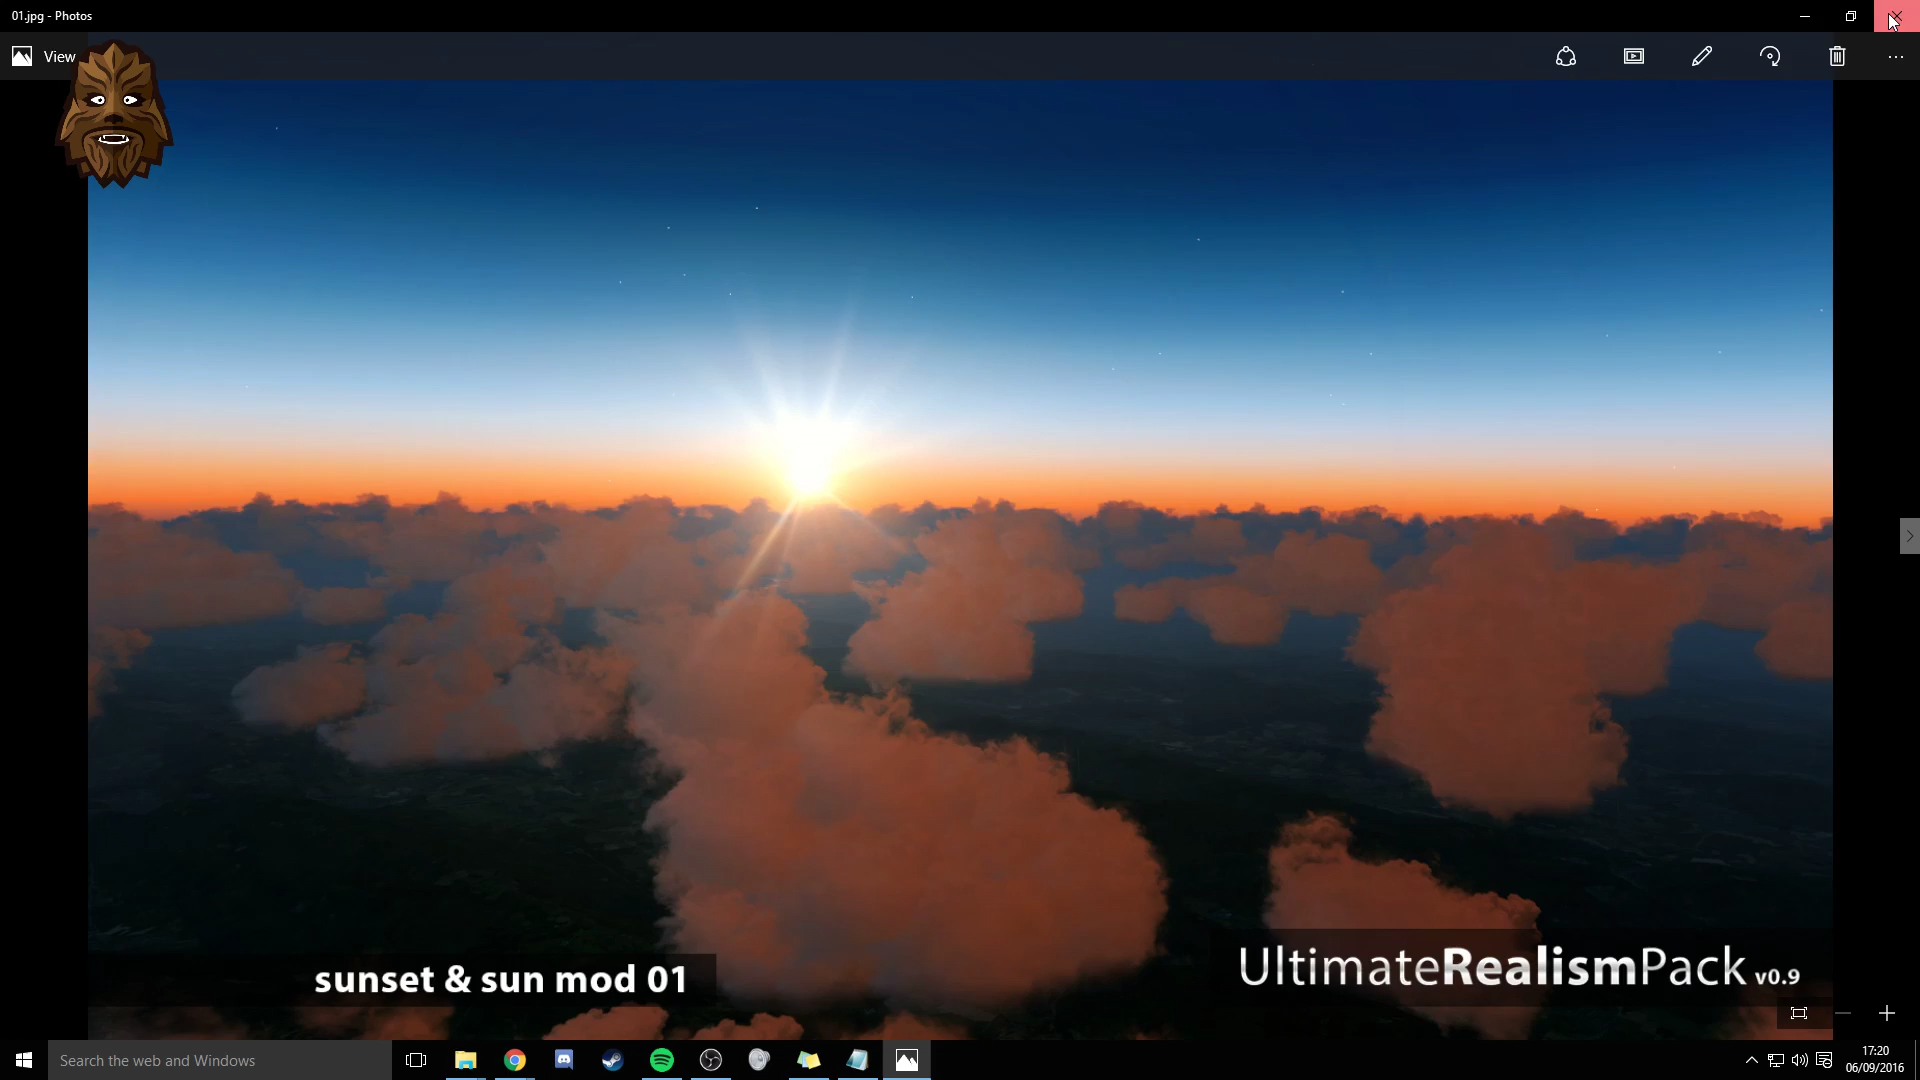 01.jpg - Photos
View
sunset & sun mod 01
UltimateRealismPack v0.9
Search the web and Windows
17:20
06/09/2016